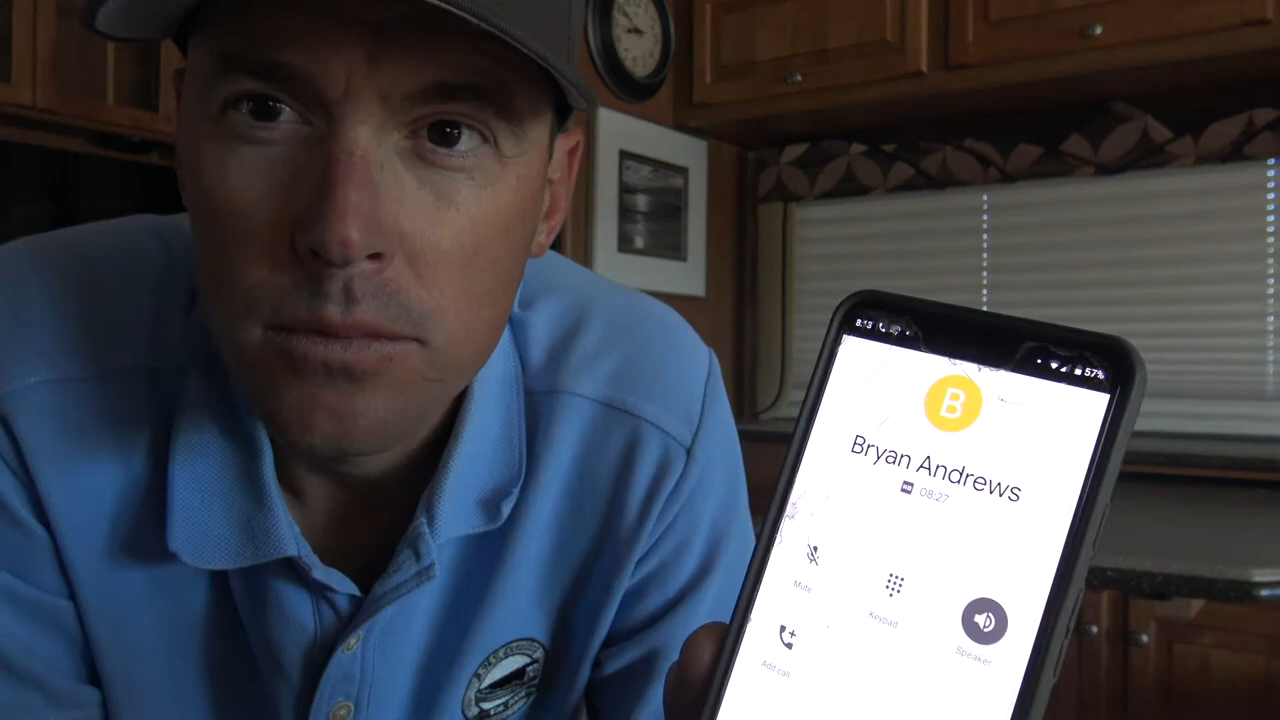 8:13
57%
B
Bryan Andrews
HD 08:27
Mute
Keypad
Speaker
Add call